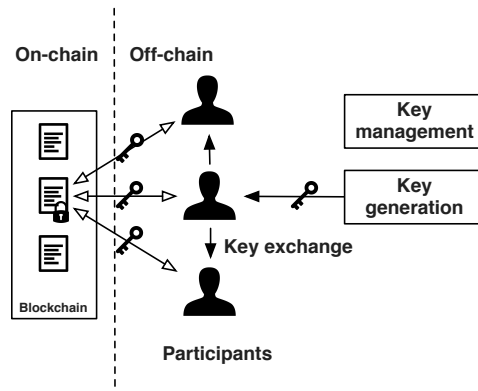 On-chain
Off-chain
Key
management
Key
generation
Key exchange
Blockchain
Participants